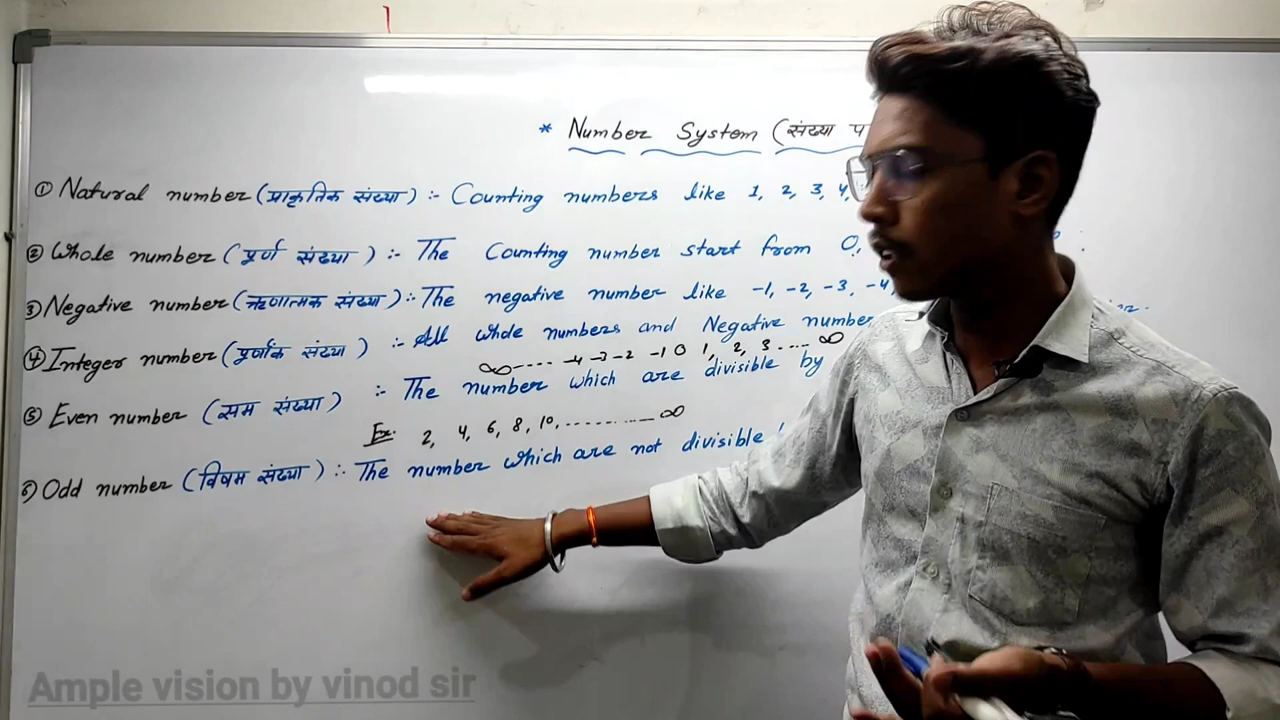 * Number System (संख्या प
① Natural number (प्राकृतिक संख्या) :- Counting numbers like 1, 2, 3, 4,
② Whole number (पूर्ण संख्या) :- The Counting number start from 0,
③ Negative number (ऋणात्मक संख्या) :- The negative number like -1, -2, -3, -4,
④ Integer number (पूर्णांक संख्या) :- All whole numbers and Negative number
∞---- -4 -3 -2 -1 0 1, 2, 3 .... ∞
⑤ Even number (सम संख्या) :- The number which are divisible by
Ex. 2, 4, 6, 8, 10, ........... ∞
⑥ Odd number (विषम संख्या) :- The number which are not divisible
Ample vision by vinod sir